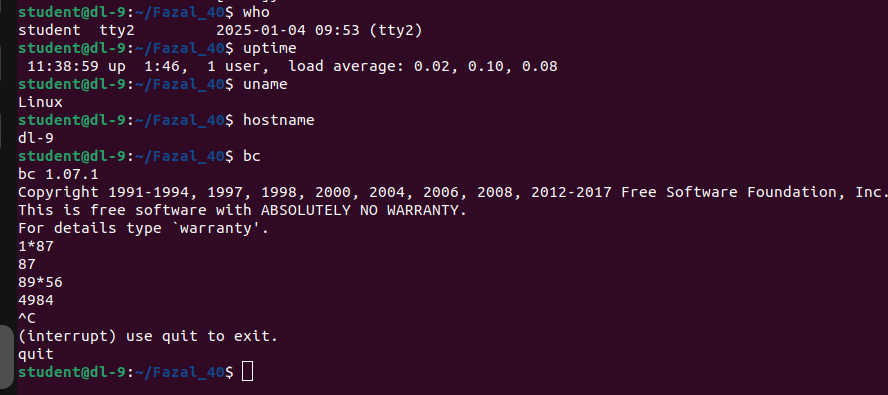 student@dl-9:~/Fazal_40$ who
student  tty2         2025-01-04 09:53 (tty2)
student@dl-9:~/Fazal_40$ uptime
 11:38:59 up  1:46,  1 user,  load average: 0.02, 0.10, 0.08
student@dl-9:~/Fazal_40$ uname
Linux
student@dl-9:~/Fazal_40$ hostname
dl-9
student@dl-9:~/Fazal_40$ bc
bc 1.07.1
Copyright 1991-1994, 1997, 1998, 2000, 2004, 2006, 2008, 2012-2017 Free Software Foundation, Inc.
This is free software with ABSOLUTELY NO WARRANTY.
For details type `warranty'.
1*87
87
89*56
4984
^C
(interrupt) use quit to exit.
quit
student@dl-9:~/Fazal_40$